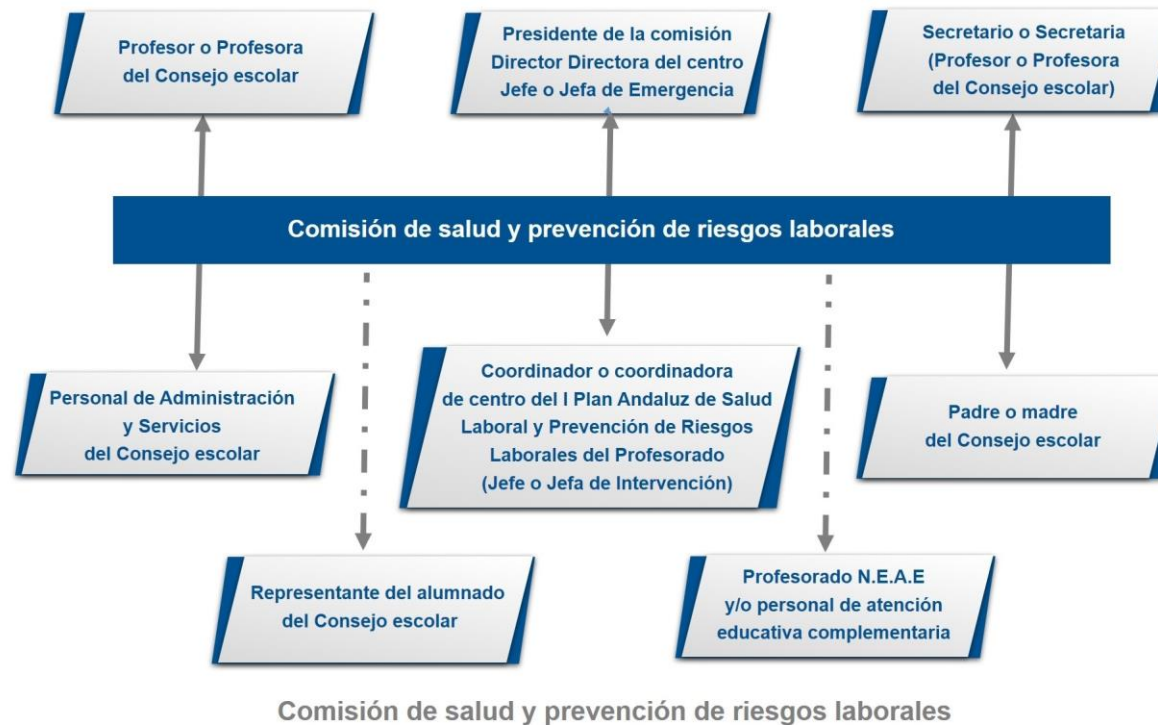 Profesor o Profesora
del Consejo escolar
Presidente de la comisión
Director Directora del centro
Jefe o Jefa de Emergencia
Secretario o Secretaria
(Profesor o Profesora
del Consejo escolar)
Comisión de salud y prevención de riesgos laborales
Personal de Administración
y Servicios
del Consejo escolar
Coordinador o coordinadora
de centro del I Plan Andaluz de Salud
Laboral y Prevención de Riesgos
Laborales del Profesorado
(Jefe o Jefa de Intervención)
Padre o madre
del Consejo escolar
Representante del alumnado
del Consejo escolar
Profesorado N.E.A.E
y/o personal de atención
educativa complementaria
Comisión de salud y prevención de riesgos laborales